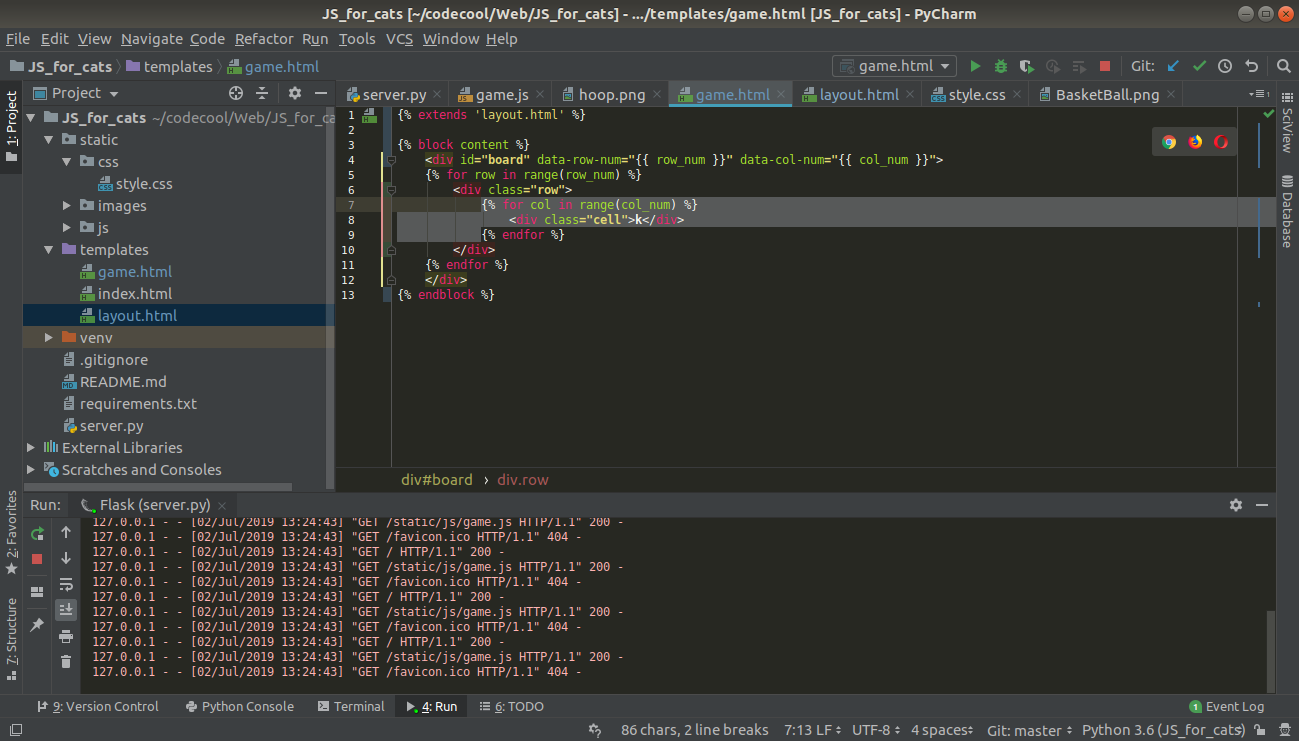 JS_for_cats [~/codecool/Web/JS_for_cats] - .../templates/game.html [JS_for_cats] - PyCharm
File Edit View Navigate Code Refactor Run Tools VCS Window Help
JS_for_cats templates game.html game.html Git:
1: Project
Project
server.py game.js hoop.png game.html layout.html style.css BasketBall.png
JS_for_cats ~/codecool/Web/JS_for_ca
static
css
style.css
images
js
templates
game.html
index.html
layout.html
venv
.gitignore
README.md
requirements.txt
server.py
External Libraries
Scratches and Consoles
1 {% extends 'layout.html' %}
2
3 {% block content %}
4 <div id="board" data-row-num="{{ row_num }}" data-col-num="{{ col_num }}">
5 {% for row in range(row_num) %}
6 <div class="row">
7 {% for col in range(col_num) %}
8 <div class="cell">k</div>
9 {% endfor %}
10 </div>
11 {% endfor %}
12 </div>
13 {% endblock %}
div#board › div.row
SciView
Database
2: Favorites
7: Structure
Run: Flask (server.py)
127.0.0.1 - - [02/Jul/2019 13:24:43] "GET /static/js/game.js HTTP/1.1" 200 -
127.0.0.1 - - [02/Jul/2019 13:24:43] "GET /favicon.ico HTTP/1.1" 404 -
127.0.0.1 - - [02/Jul/2019 13:24:43] "GET / HTTP/1.1" 200 -
127.0.0.1 - - [02/Jul/2019 13:24:43] "GET /static/js/game.js HTTP/1.1" 200 -
127.0.0.1 - - [02/Jul/2019 13:24:43] "GET /favicon.ico HTTP/1.1" 404 -
127.0.0.1 - - [02/Jul/2019 13:24:43] "GET / HTTP/1.1" 200 -
127.0.0.1 - - [02/Jul/2019 13:24:43] "GET /static/js/game.js HTTP/1.1" 200 -
127.0.0.1 - - [02/Jul/2019 13:24:43] "GET /favicon.ico HTTP/1.1" 404 -
127.0.0.1 - - [02/Jul/2019 13:24:43] "GET / HTTP/1.1" 200 -
127.0.0.1 - - [02/Jul/2019 13:24:43] "GET /static/js/game.js HTTP/1.1" 200 -
127.0.0.1 - - [02/Jul/2019 13:24:43] "GET /favicon.ico HTTP/1.1" 404 -
9: Version Control Python Console Terminal 4: Run 6: TODO 1 Event Log
86 chars, 2 line breaks 7:13 LF UTF-8 4 spaces Git: master Python 3.6 (JS_for_cats)